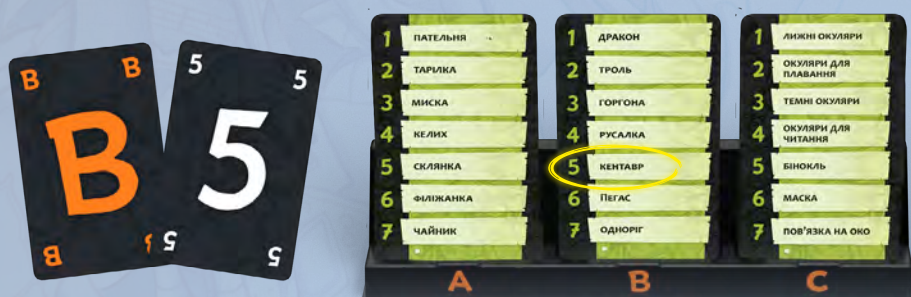 B B
B
B B
5 5
5
5 5
1 ПАТЕЛЬНЯ
2 ТАРІЛКА
3 МИСКА
4 КЕЛИХ
5 СКЛЯНКА
6 ФІЛІЖАНКА
7 ЧАЙНИК
A
1 ДРАКОН
2 ТРОЛЬ
3 ГОРГОНА
4 РУСАЛКА
5 КЕНТАВР
6 ПЕГАС
7 ОДНОРІГ
B
1 ЛИЖНІ ОКУЛЯРИ
2 ОКУЛЯРИ ДЛЯ
ПЛАВАННЯ
3 ТЕМНІ ОКУЛЯРИ
4 ОКУЛЯРИ ДЛЯ
ЧИТАННЯ
5 БІНОКЛЬ
6 МАСКА
7 ПОВ'ЯЗКА НА ОКО
C